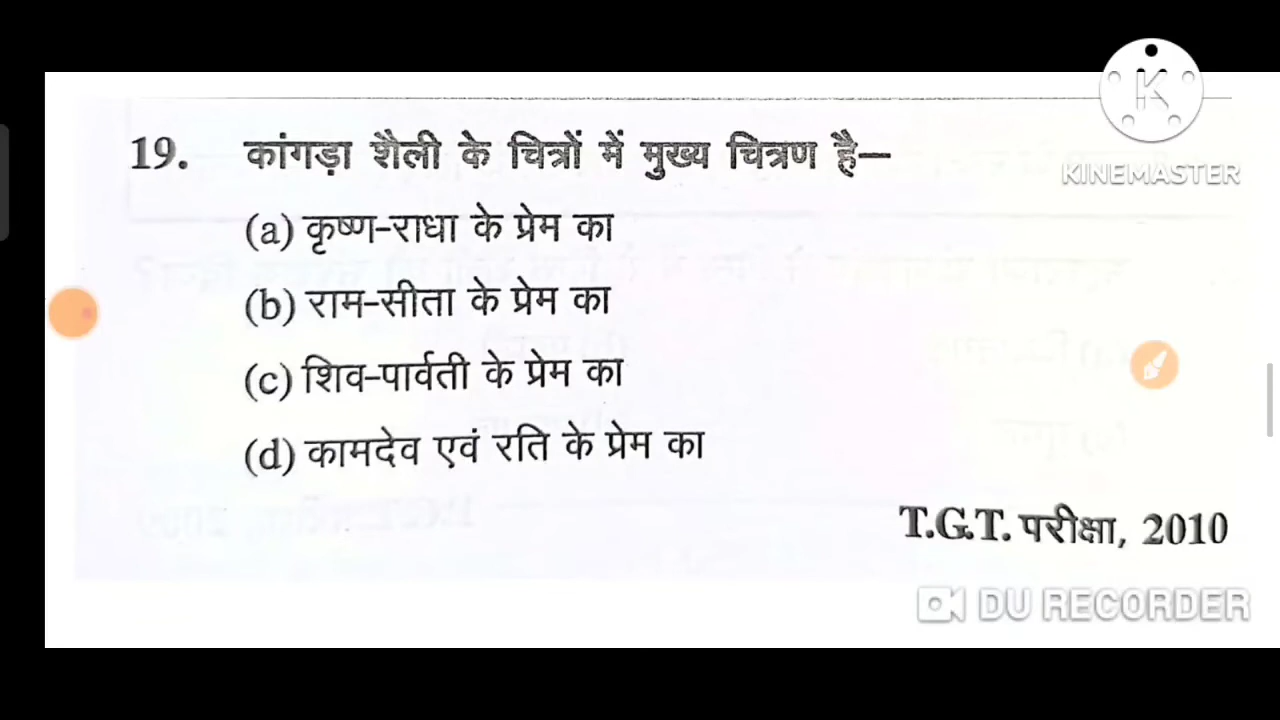 KINEMASTER
19. कांगड़ा शैली के चित्रों में मुख्य चित्रण है–
(a) कृष्ण-राधा के प्रेम का
(b) राम-सीता के प्रेम का
(c) शिव-पार्वती के प्रेम का
(d) कामदेव एवं रति के प्रेम का
T.G.T. परीक्षा, 2010
DU RECORDER